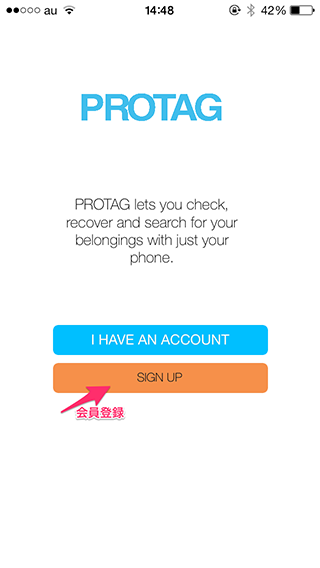 au 14:48 42%
PROTAG
PROTAG lets you check,
recover and search for your
belongings with just your
phone.
I HAVE AN ACCOUNT
SIGN UP
会員登録